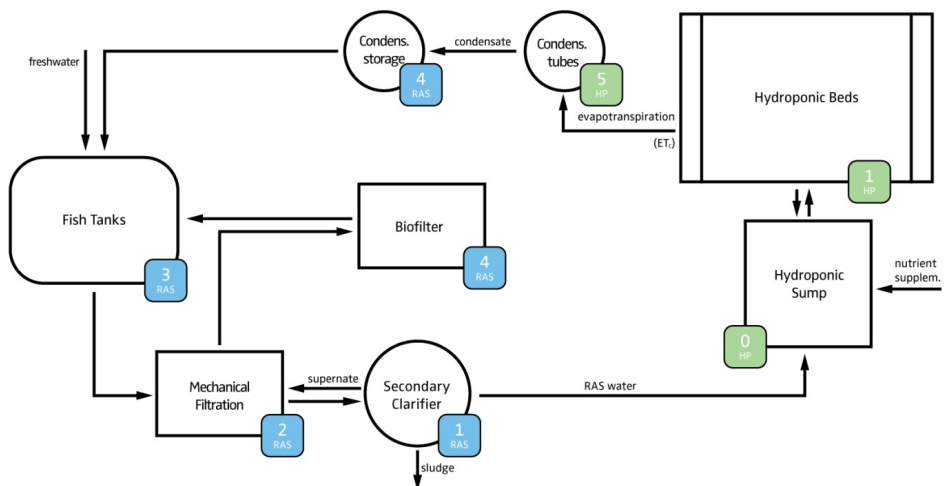 freshwater
Condens.
storage
4
RAS
condensate
Condens.
tubes
5
HP
evapotranspiration
(ETc)
Hydroponic Beds
1
HP
Fish Tanks
3
RAS
Biofilter
4
RAS
Hydroponic
Sump
0
HP
nutrient
supplem.
Mechanical
Filtration
2
RAS
supernate
Secondary
Clarifier
1
RAS
sludge
RAS water